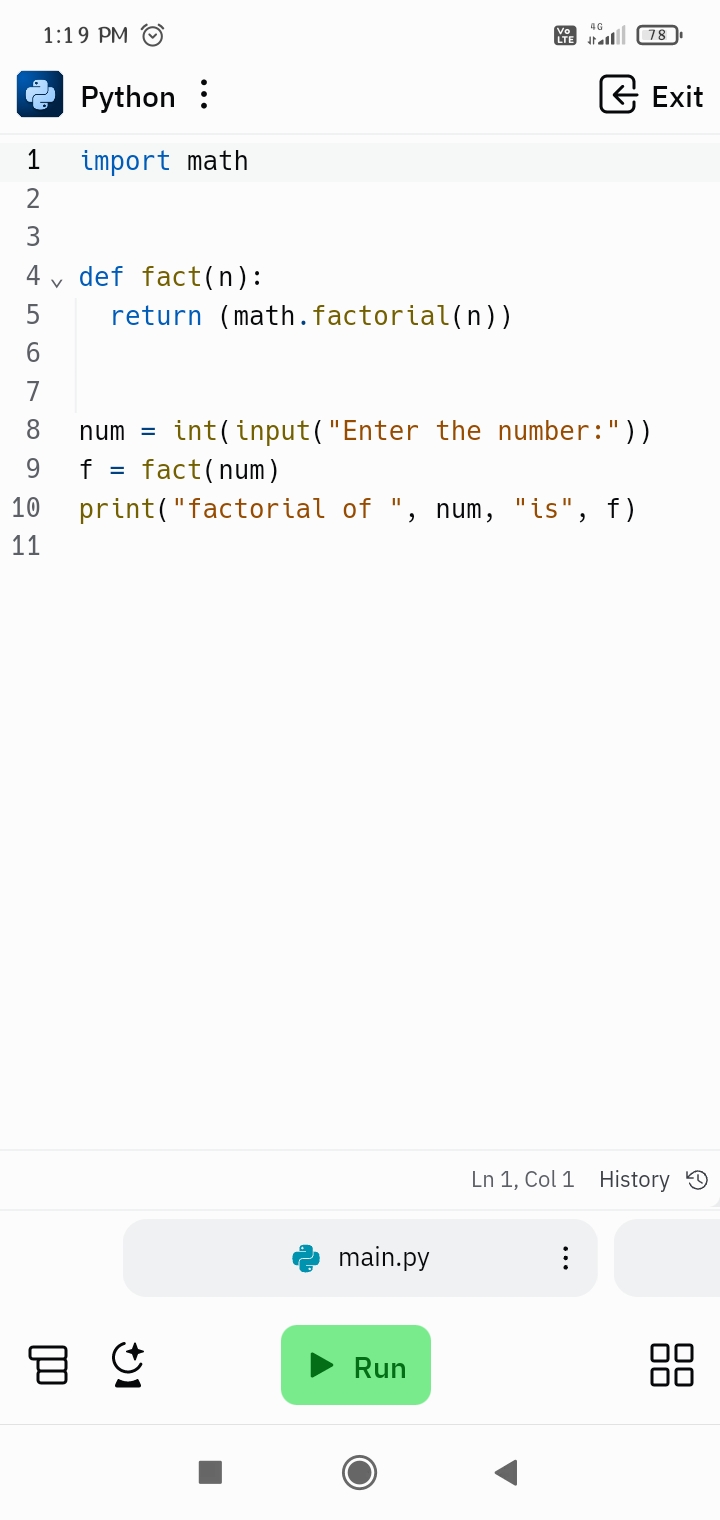 1:19 PM
Vo LTE 4G 78
Python Exit
1 import math
2
3
4 def fact(n):
5   return (math.factorial(n))
6
7
8 num = int(input("Enter the number:"))
9 f = fact(num)
10 print("factorial of ", num, "is", f)
11
Ln 1, Col 1 History
main.py
Run